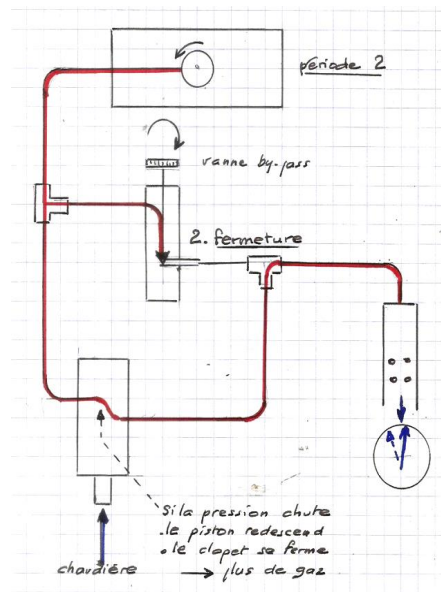 période 2
vanne by-pass
2. fermeture
Si la pression chute
. le piston redescend
. le clapet se ferme
→ plus de gaz
chaudière